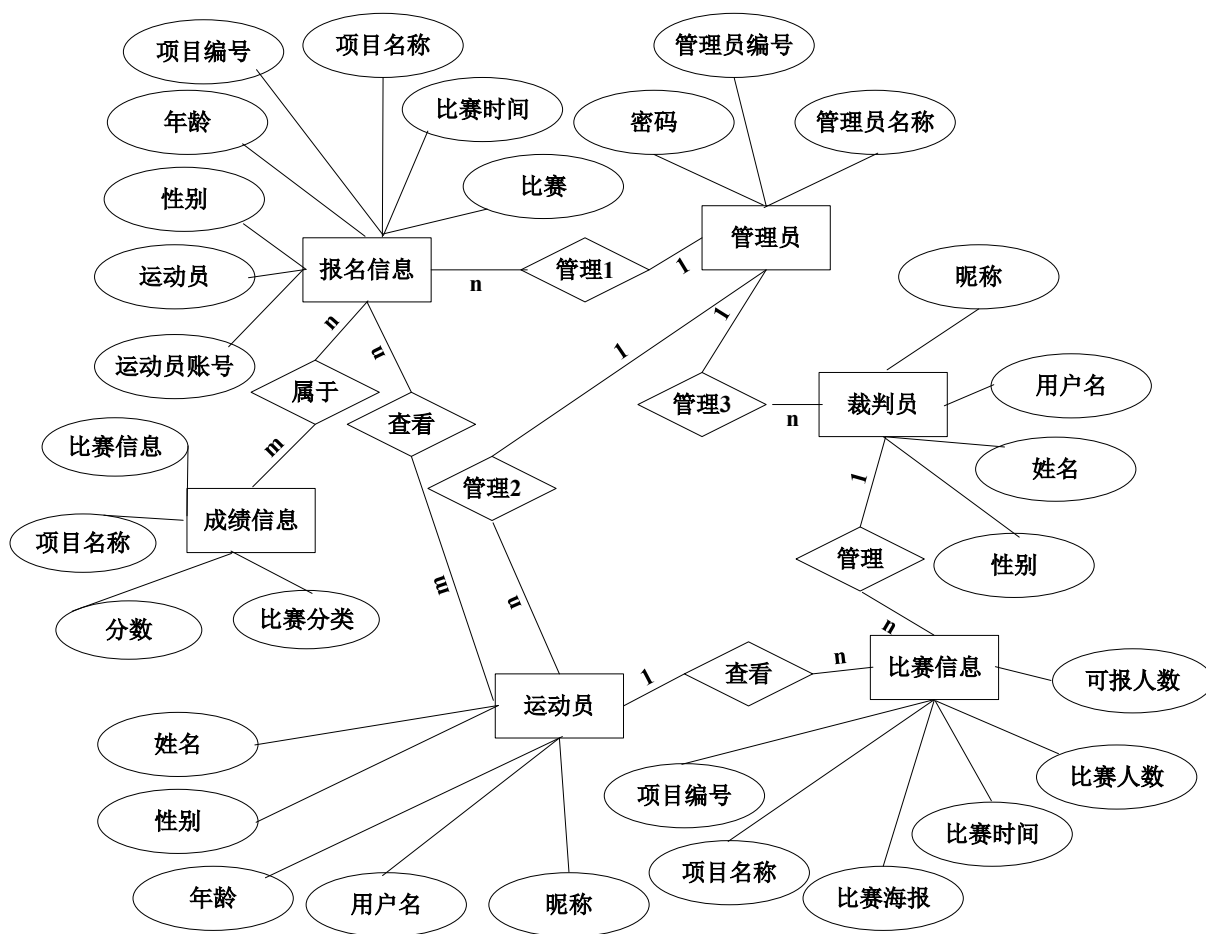 项目编号
项目名称
管理员编号
年龄
比赛时间
密码
管理员名称
性别
比赛
报名信息
管理1
管理员
n
1
运动员
昵称
运动员账号
n
n
1
1
属于
管理3
n
裁判员
用户名
查看
比赛信息
m
姓名
1
管理2
成绩信息
项目名称
管理
性别
分数
比赛分类
m
n
n
1
查看
n
比赛信息
可报人数
运动员
姓名
比赛人数
项目编号
性别
比赛时间
项目名称
年龄
用户名
昵称
比赛海报